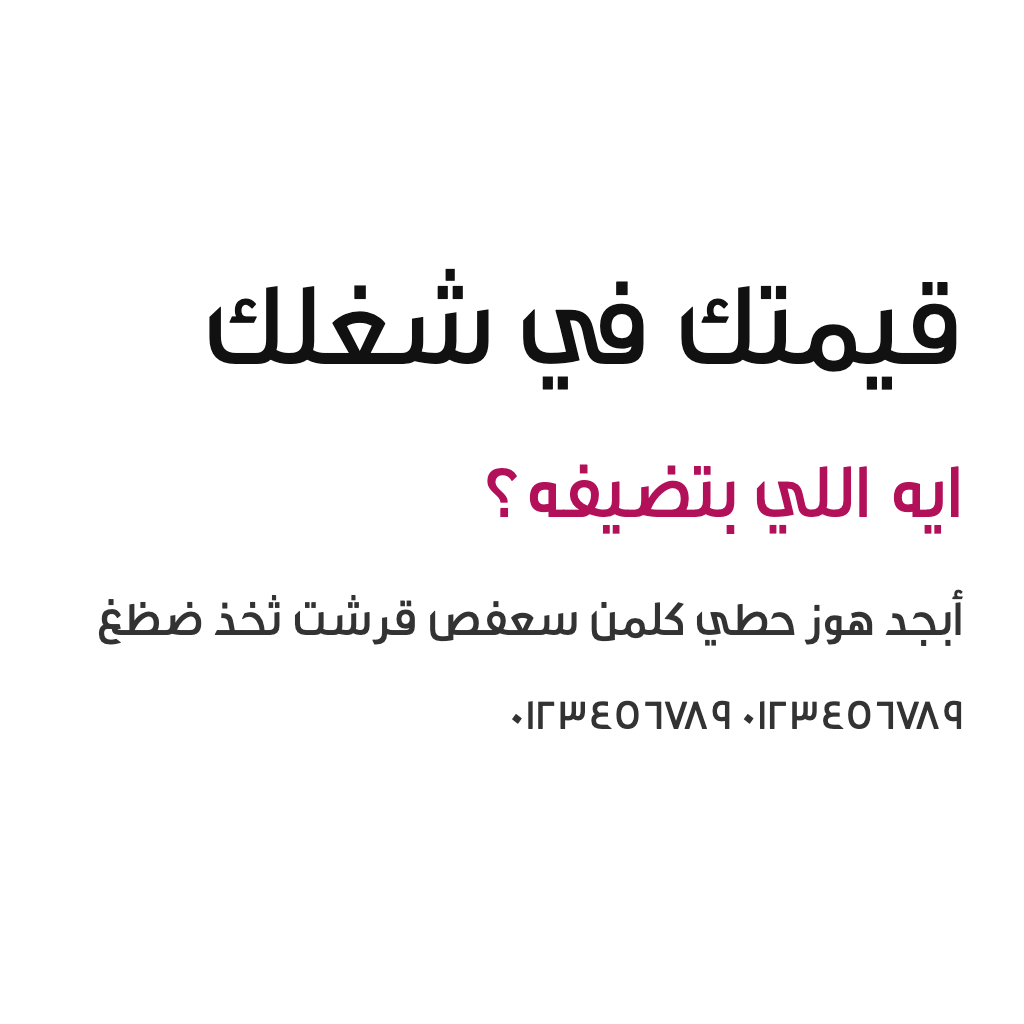 قيمتك في شغلك
ايه اللي بتضيفه؟
أبجد هوز حطي كلمن سعفص قرشت ثخذ ضظغ
٠١٢٣٤٥٦٧٨٩ ٠١٢٣٤٥٦٧٨٩